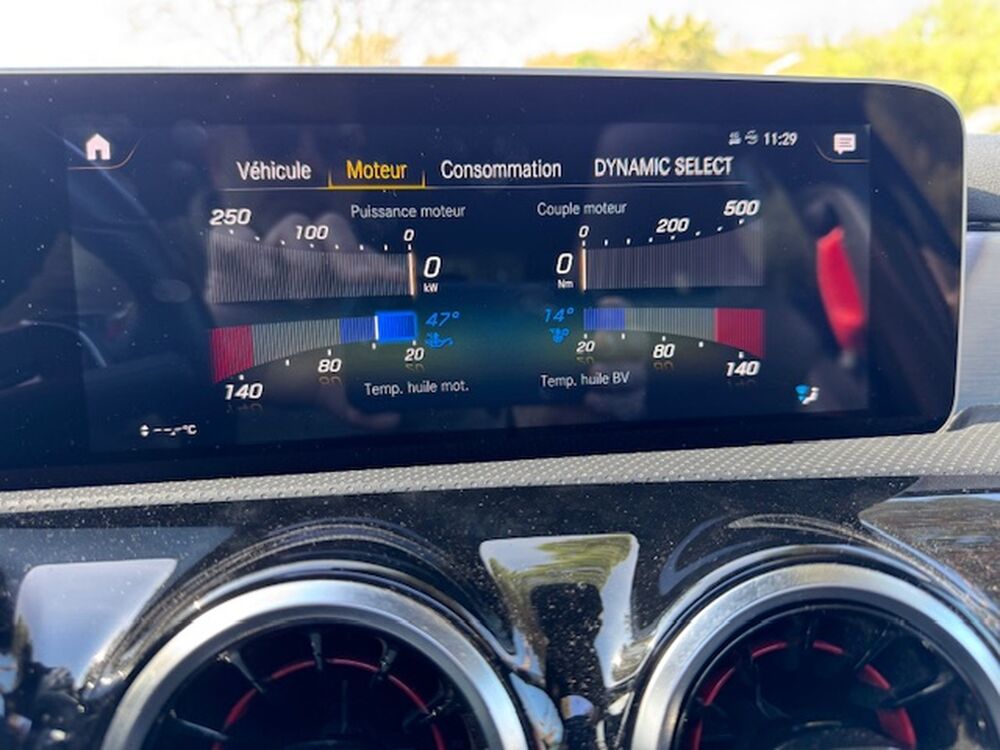 11:29
Véhicule Moteur Consommation DYNAMIC SELECT
Puissance moteur Couple moteur
250 100 0 0 200 500
0 kW 0 Nm
47° 14°
140 80 20 20 80 140
Temp. huile mot. Temp. huile BV
--,-°C